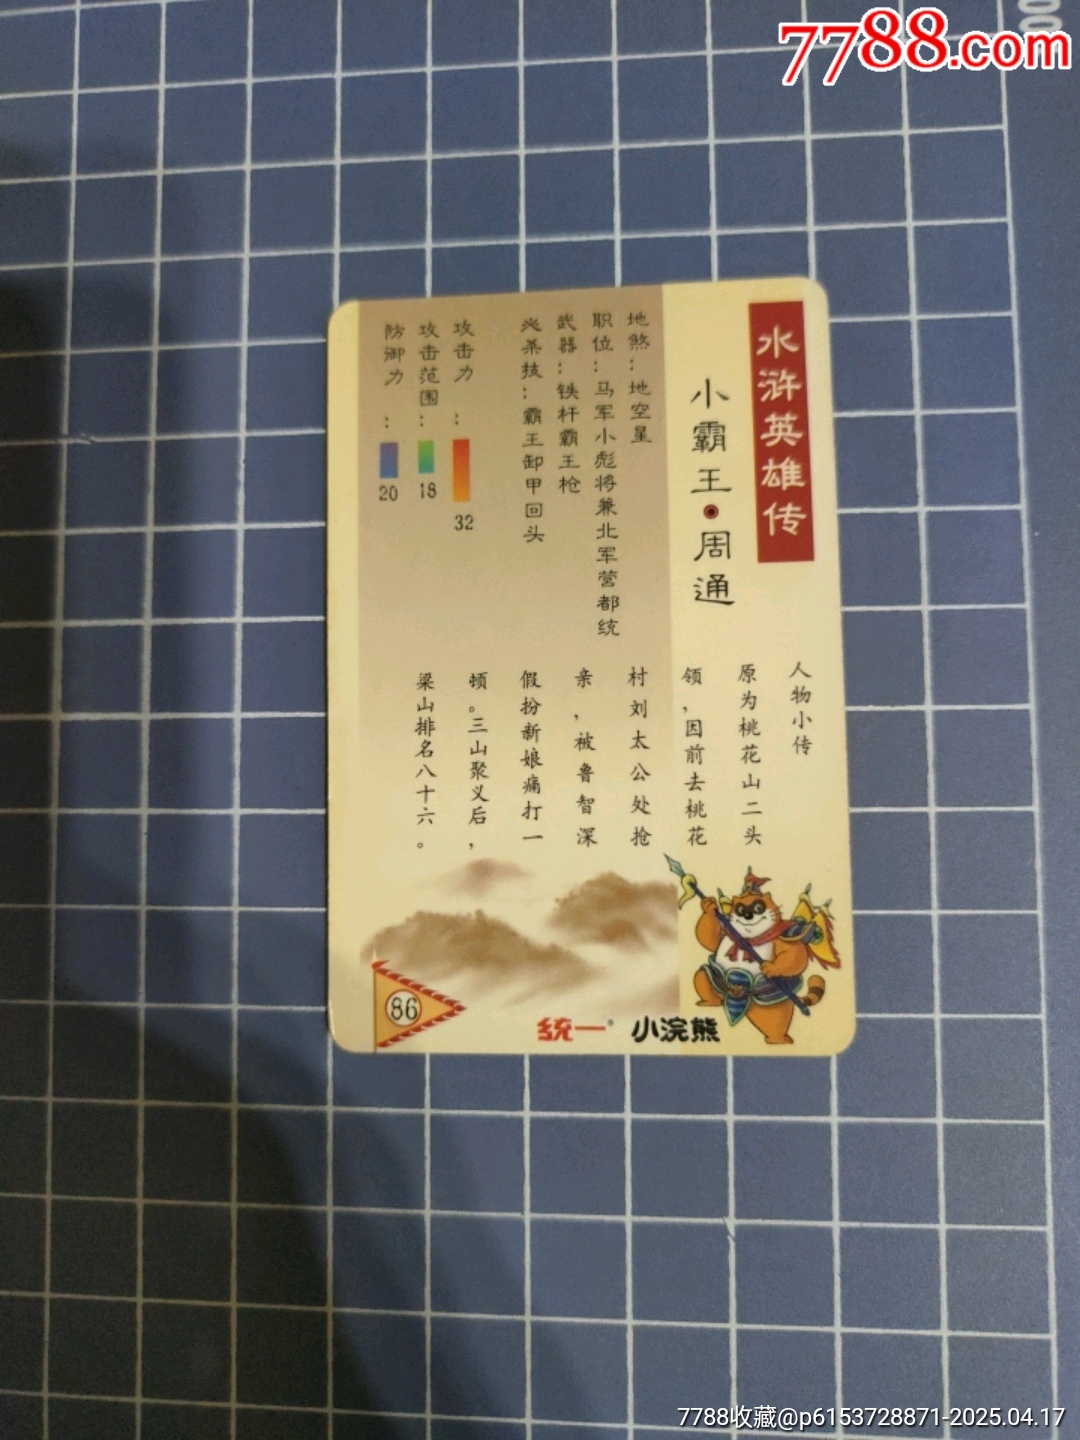 7788.com
水浒英雄传
小霸王·周通
地煞：地空星
职位：马军小彪将兼北军营都统
武器：铁杆霸王枪
必杀技：霸王卸甲回头
攻击力：32
攻击范围：18
防御力：20
人物小传
原为桃花山二头
领，因前去桃花
村刘太公处抢
亲，被鲁智深
假扮新娘痛打一
顿。三山聚义后，
梁山排名八十六。
86
统一 小浣熊
7788收藏@p6153728871-2025.04.17